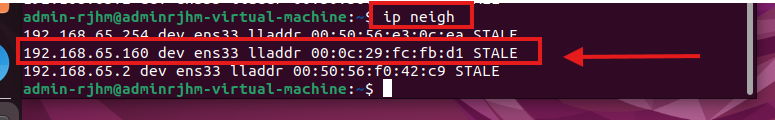 admin-rjhm@adminrjhm-virtual-machine:~$ ip neigh
192.168.65.254 dev ens33 lladdr 00:50:56:e3:0c:ea STALE
192.168.65.160 dev ens33 lladdr 00:0c:29:fc:fb:d1 STALE
192.168.65.2 dev ens33 lladdr 00:50:56:f0:42:c9 STALE
admin-rjhm@adminrjhm-virtual-machine:~$